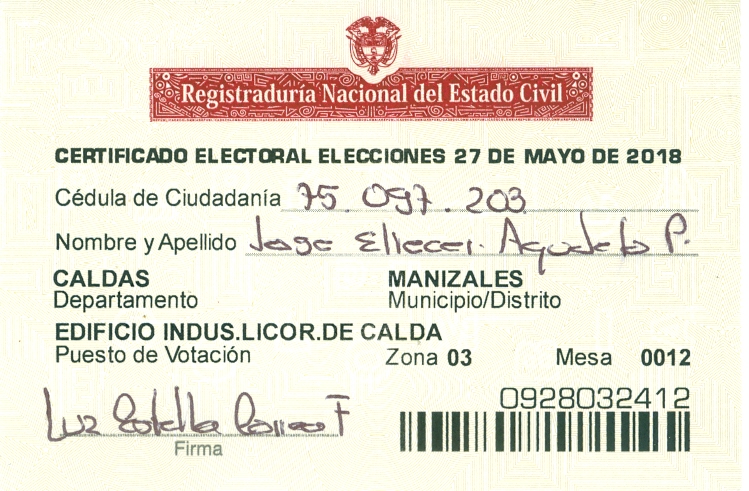 Registraduría Nacional del Estado Civil
CERTIFICADO ELECTORAL ELECCIONES 27 DE MAYO DE 2018
Cédula de Ciudadanía 75.097.203
Nombre y Apellido Jorge Eliecer Agudelo P.
CALDAS MANIZALES
Departamento Municipio/Distrito
EDIFICIO INDUS.LICOR.DE CALDA
Puesto de Votación Zona 03 Mesa 0012
0928032412
Luz Estella F
Firma